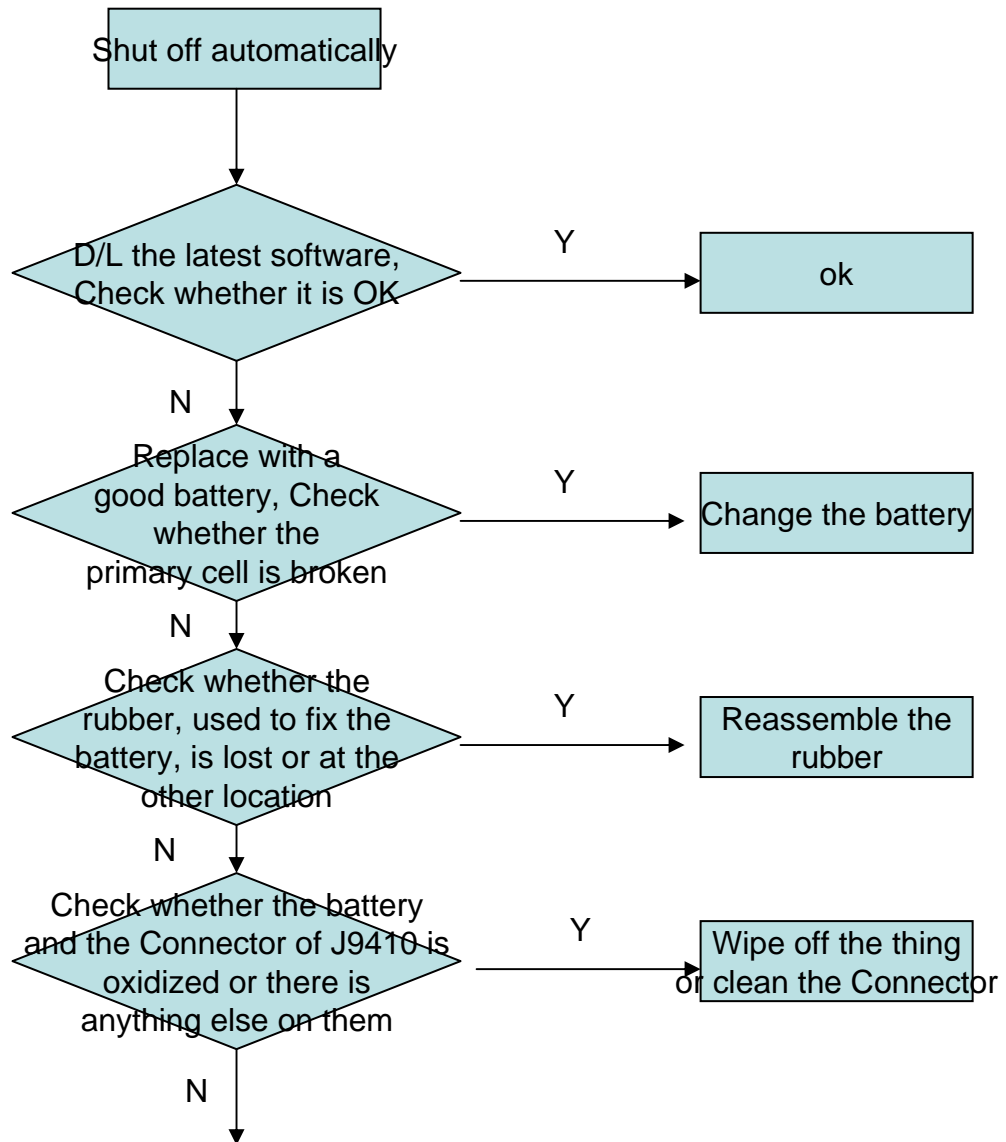 Shut off automatically
D/L the latest software,
Check whether it is OK
Y
ok
N
Replace with a
good battery, Check
whether the
primary cell is broken
Y
Change the battery
N
Check whether the
rubber, used to fix the
battery, is lost or at the
other location
Y
Reassemble the
rubber
N
Check whether the battery
and the Connector of J9410 is
oxidized or there is
anything else on them
Y
Wipe off the thing
or clean the Connector
N